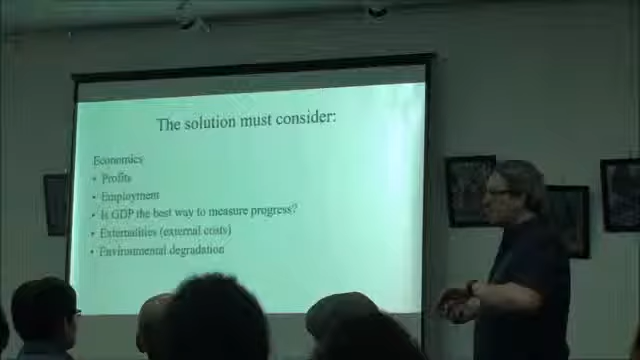 The solution must consider:
Economics
• Profits
• Employment
• Is GDP the best way to measure progress?
• Externalities (external costs)
• Environmental degradation